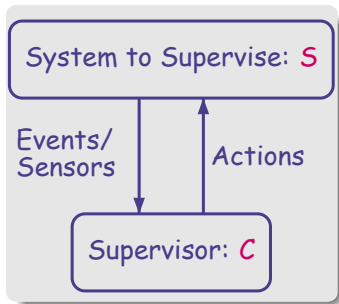 System to Supervise: S
Events/
Sensors
Actions
Supervisor: C